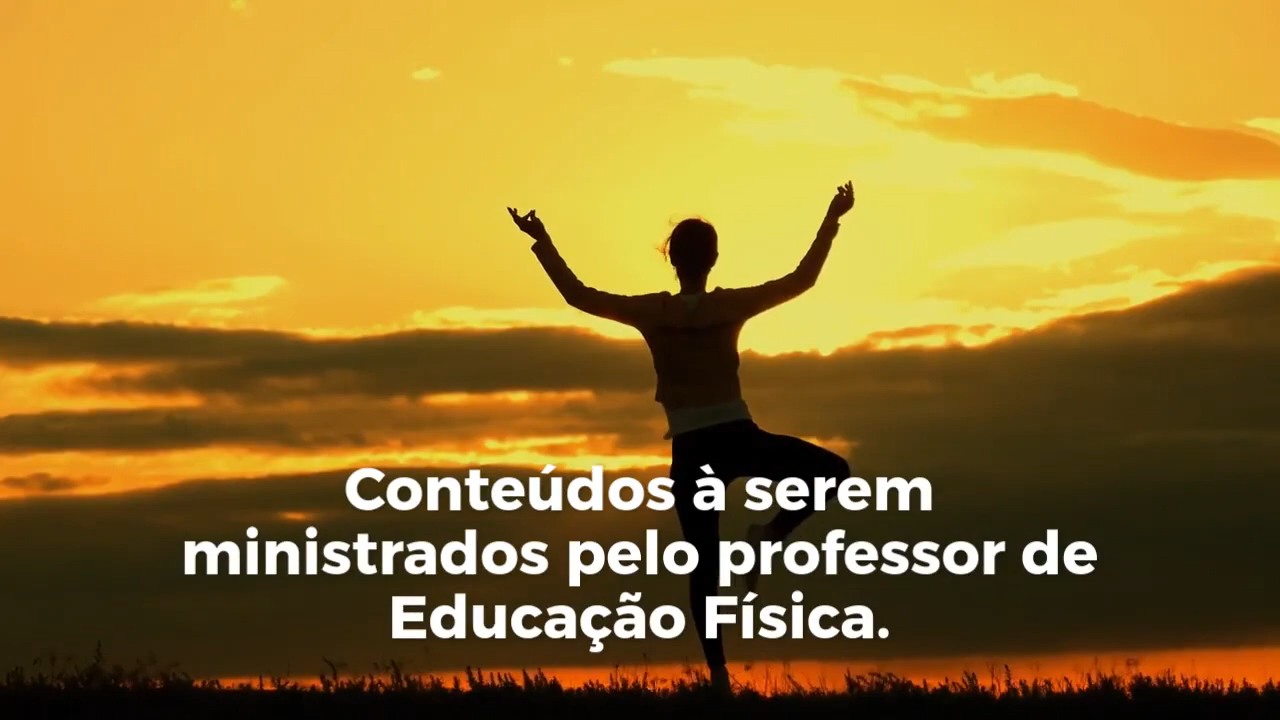 Conteúdos à serem
ministrados pelo professor de
Educação Física.